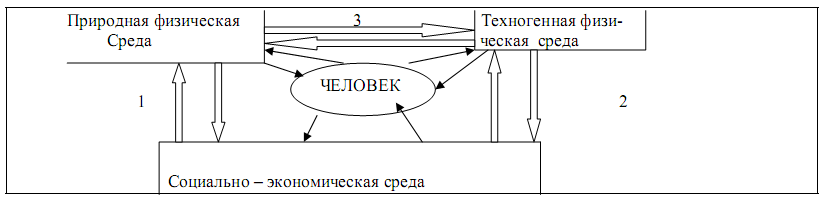 Природная физическая
Среда
3
Техногенная физи-
ческая среда
ЧЕЛОВЕК
1
2
Социально – экономическая среда